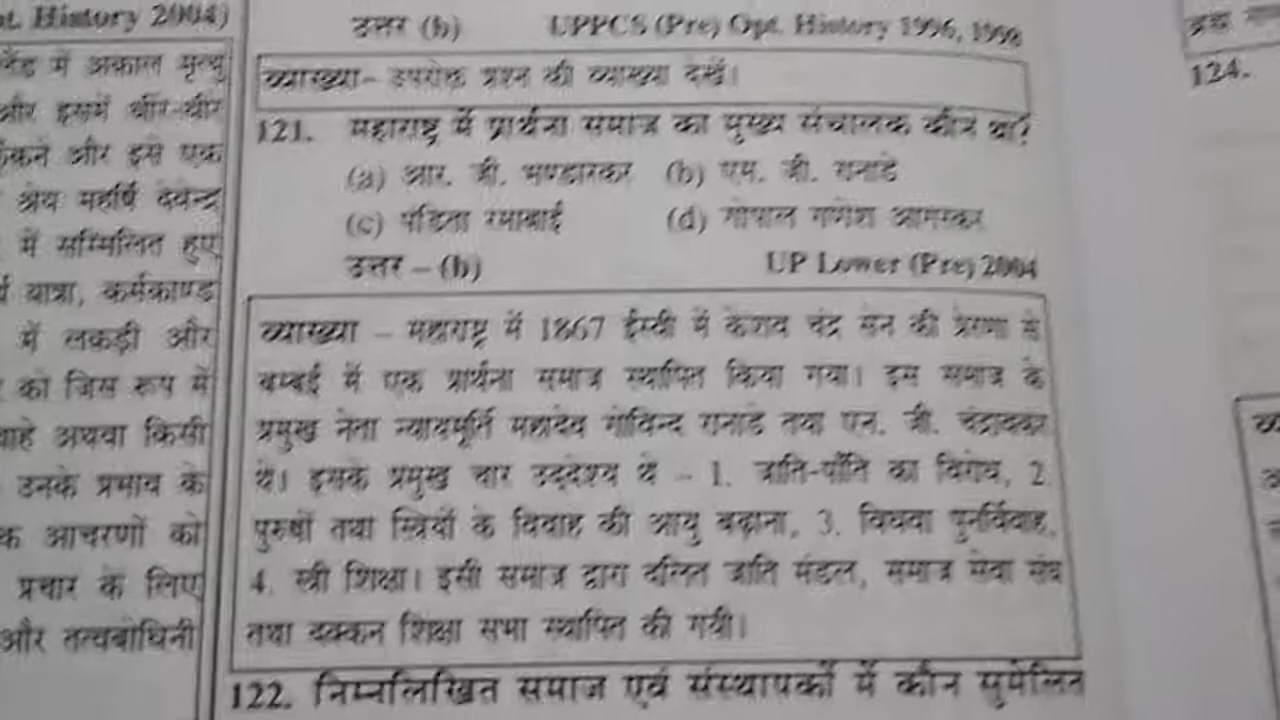 t. History 2004)
में अकाल मृत्यु
और इसमें धीर-धीर
और इसे एक
श्रेय महर्षि देवेन्द्र
में सम्मिलित हुए
यात्रा, कर्मकाण्ड
में लकड़ी और
को जिस रूप में
चाहे अथवा किसी
उनके प्रभाव के
आचरणों को
प्रचार के लिए
और तत्वबोधिनी
उत्तर (b) UPPCS (Pre) Opt. History 1996, 1998
व्याख्या- उपरोक्त प्रश्न की व्याख्या देखें।
121. महाराष्ट्र में प्रार्थना समाज का मुख्य संचालक कौन था?
(a) आर. जी. भण्डारकर (b) एम. जी. रानाडे
(c) पंडिता रमाबाई (d) गोपाल गणेश आगरकर
उत्तर – (b) UP Lower (Pre) 2004
व्याख्या – महाराष्ट्र में 1867 ईस्वी में केशव चंद्र सेन की प्रेरणा से
बम्बई में एक प्रार्थना समाज स्थापित किया गया। इस समाज के
प्रमुख नेता न्यायमूर्ति महादेव गोविन्द रानाडे तथा एन. जी. चंद्रावरकर
थे। इसके प्रमुख चार उद्देश्य थे – 1. जाति-पाँति का विरोध, 2.
पुरुषों तथा स्त्रियों के विवाह की आयु बढ़ाना, 3. विधवा पुनर्विवाह,
4. स्त्री शिक्षा। इसी समाज द्वारा दलित जाति मंडल, समाज सेवा संघ
तथा दक्कन शिक्षा सभा स्थापित की गयी।
122. निम्नलिखित समाज एवं संस्थापकों में कौन सुमेलित
124.